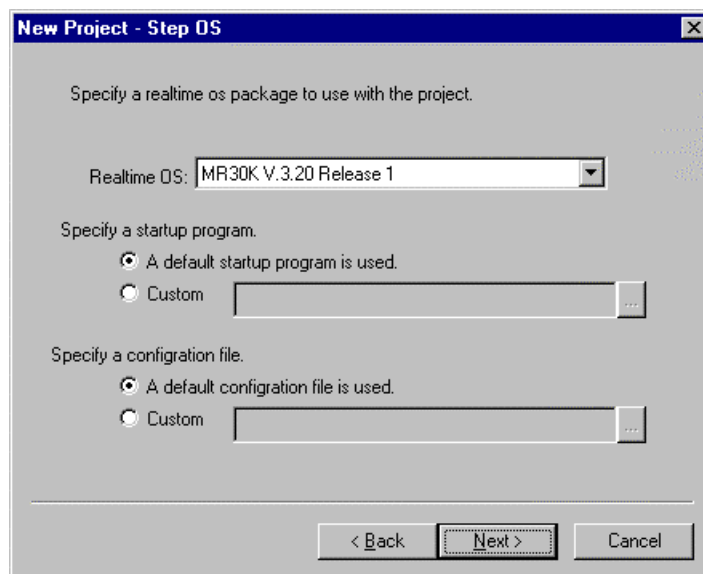 New Project - Step OS
Specify a realtime os package to use with the project.
Realtime OS: MR30K V.3.20 Release 1
Specify a startup program.
A default startup program is used.
Custom ...
Specify a configration file.
A default configration file is used.
Custom ...
< Back Next > Cancel